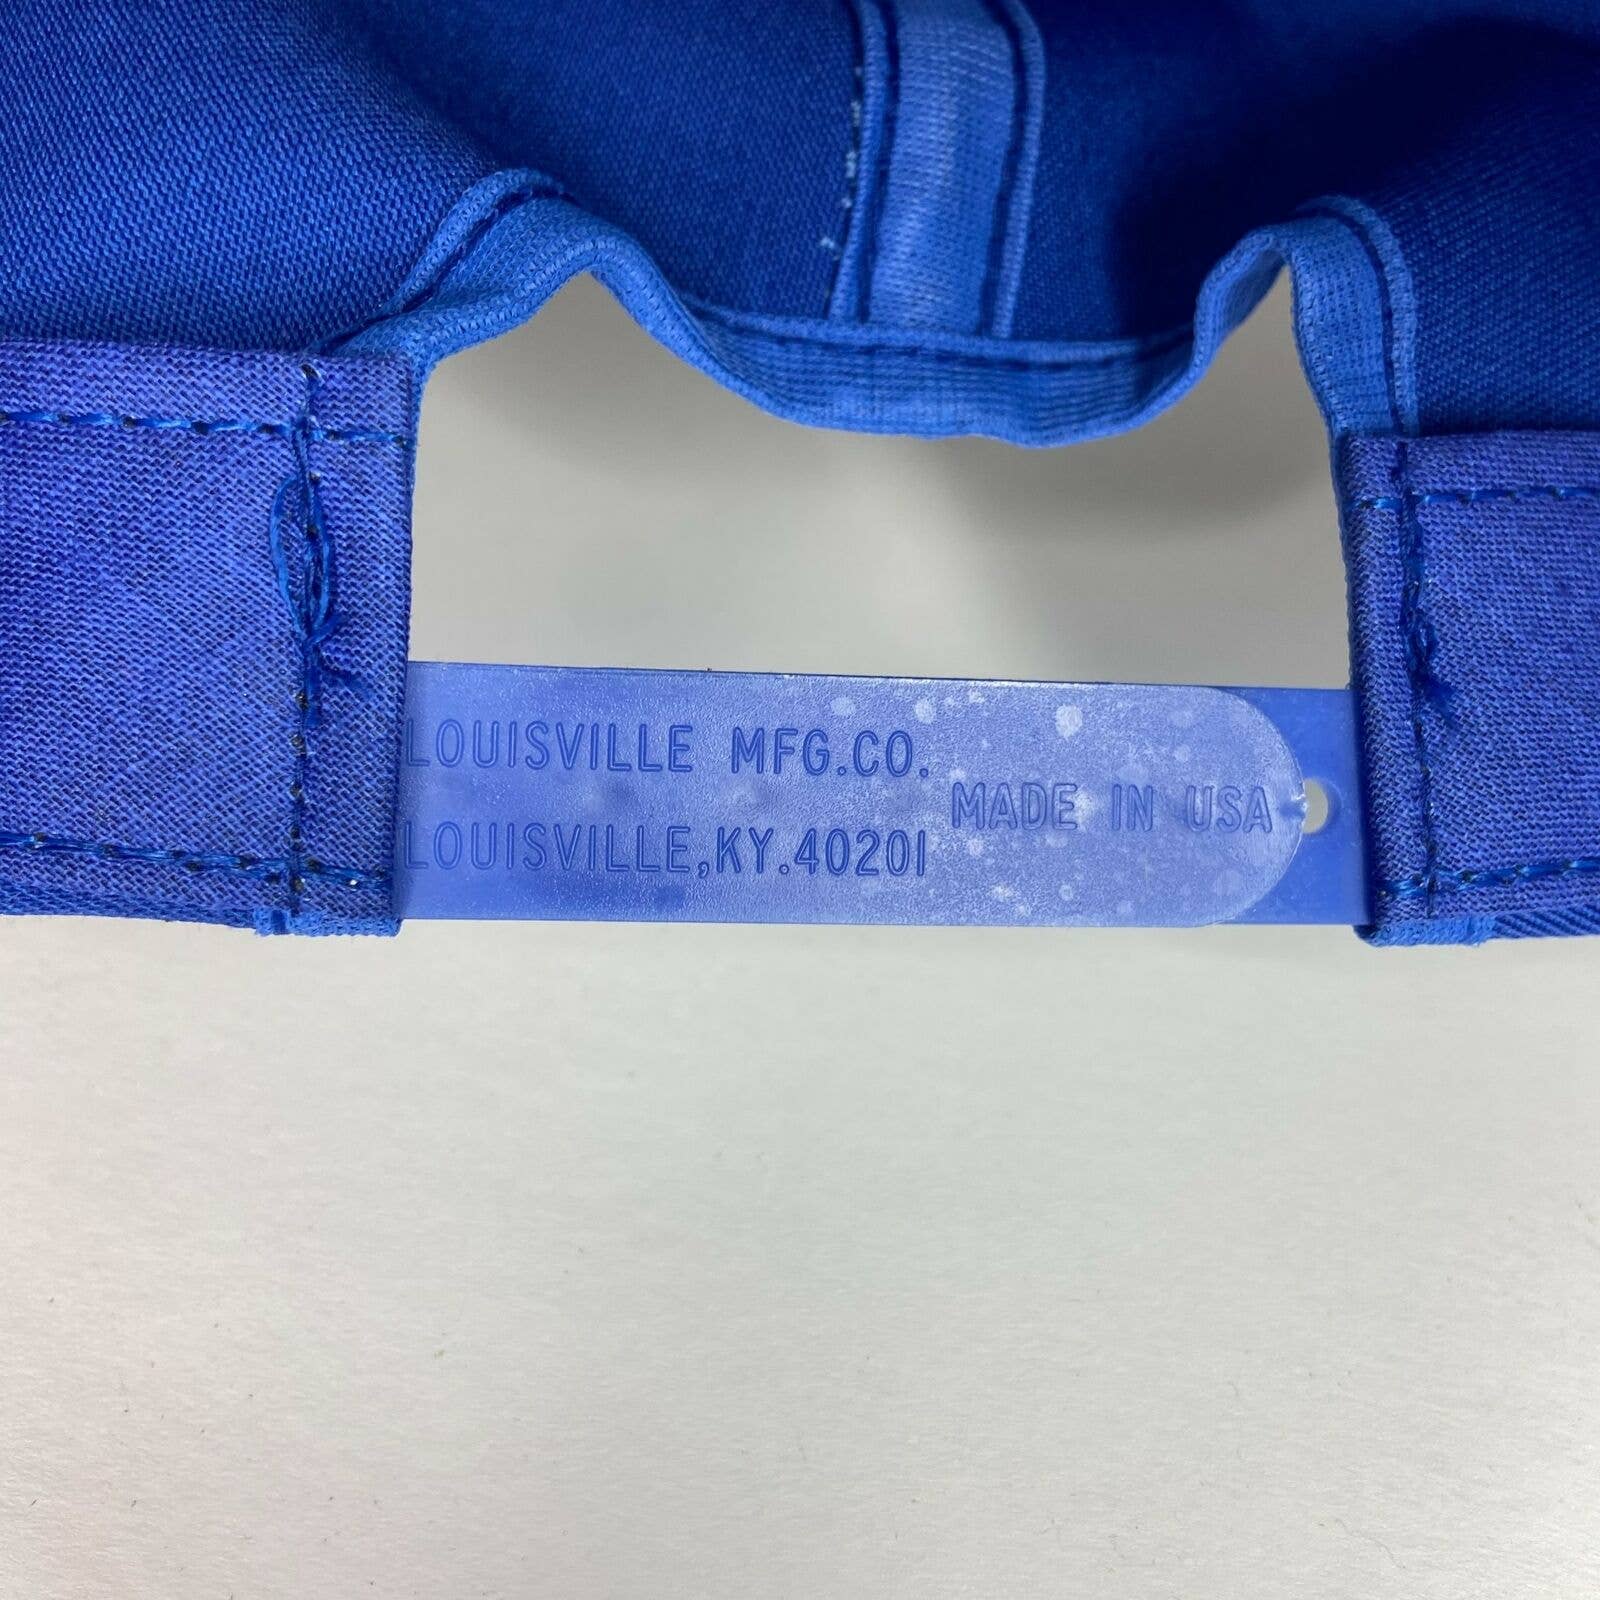 LOUISVILLE MFG.CO.
LOUISVILLE,KY.40201
MADE IN USA